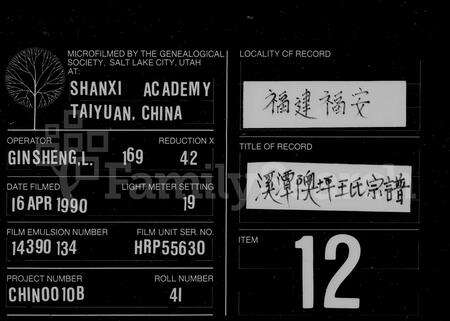 MICROFILMED BY THE GENEALOGICAL
SOCIETY, SALT LAKE CITY, UTAH
AT:
SHANXI ACADEMY
TAIYUAN, CHINA
OPERATOR
REDUCTION X
GINSHENG,L. 169
42
DATE FILMED
LIGHT METER SETTING
16 APR 1990
19
FILM EMULSION NUMBER
FILM UNIT SER. NO.
14390 134
HRP55630
PROJECT NUMBER
ROLL NUMBER
CHIN0010B
41
LOCALITY OF RECORD
福建福安
TITLE OF RECORD
溪潭隩坪王氏宗譜
ITEM
12
FamilySearch